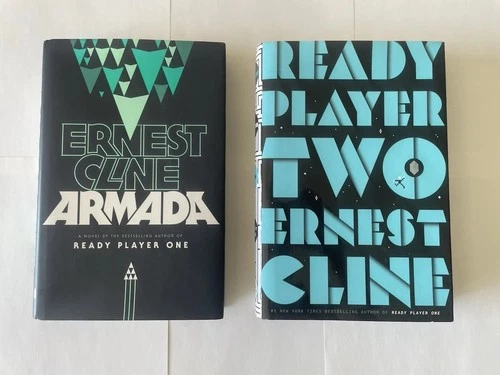 ERNEST
CLINE
ARMADA
A NOVEL BY THE BESTSELLING AUTHOR OF
READY PLAYER ONE
READY
PLAYER
TWO
ERNEST
CLINE
#1 NEW YORK TIMES BESTSELLING AUTHOR OF READY PLAYER ONE